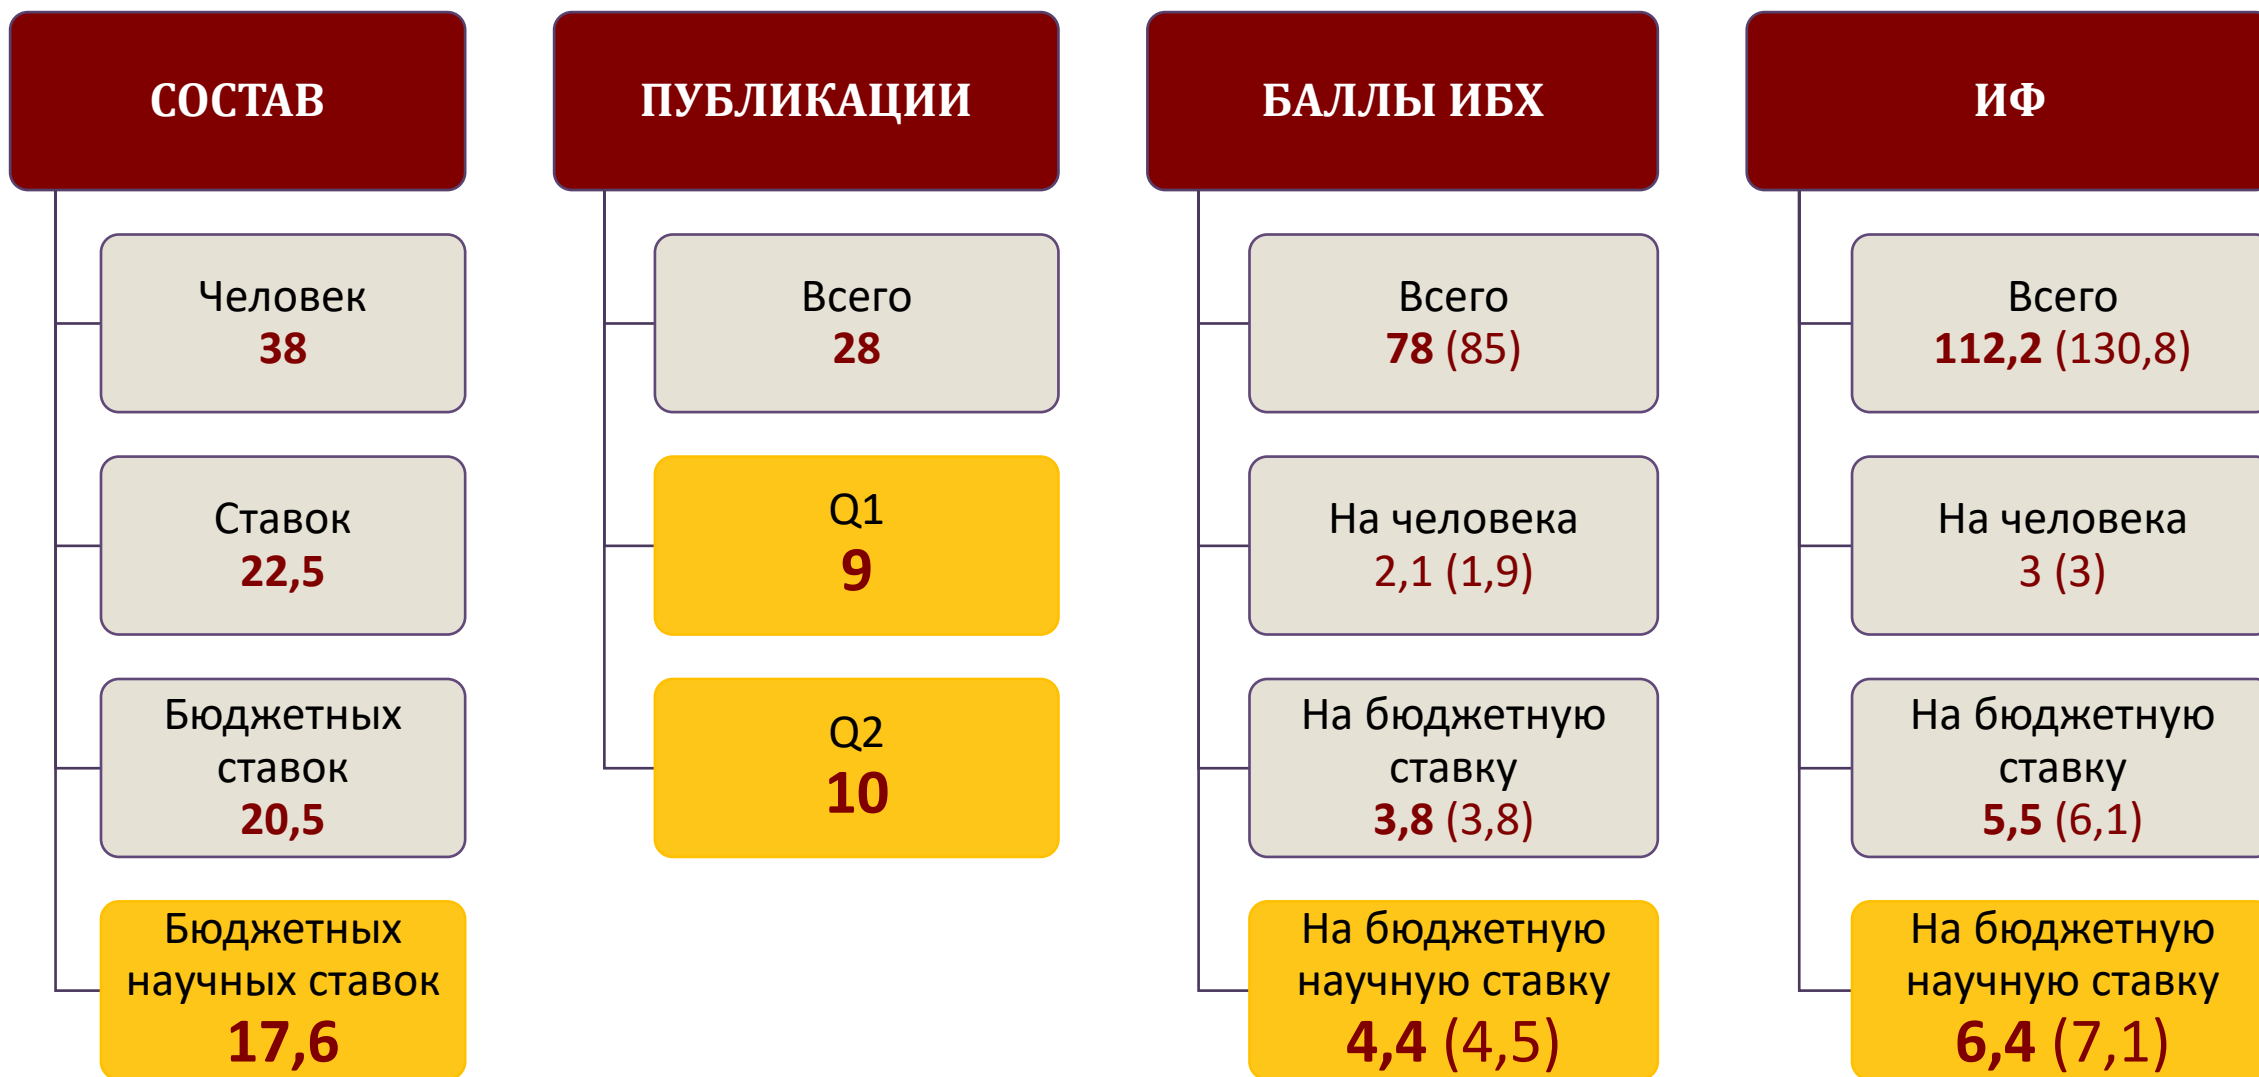 СОСТАВ
Человек
38
Ставок
22,5
Бюджетных
ставок
20,5
Бюджетных
научных ставок
17,6
ПУБЛИКАЦИИ
Всего
28
Q1
9
Q2
10
БАЛЛЫ ИБХ
Всего
78 (85)
На человека
2,1 (1,9)
На бюджетную
ставку
3,8 (3,8)
На бюджетную
научную ставку
4,4 (4,5)
ИФ
Всего
112,2 (130,8)
На человека
3 (3)
На бюджетную
ставку
5,5 (6,1)
На бюджетную
научную ставку
6,4 (7,1)